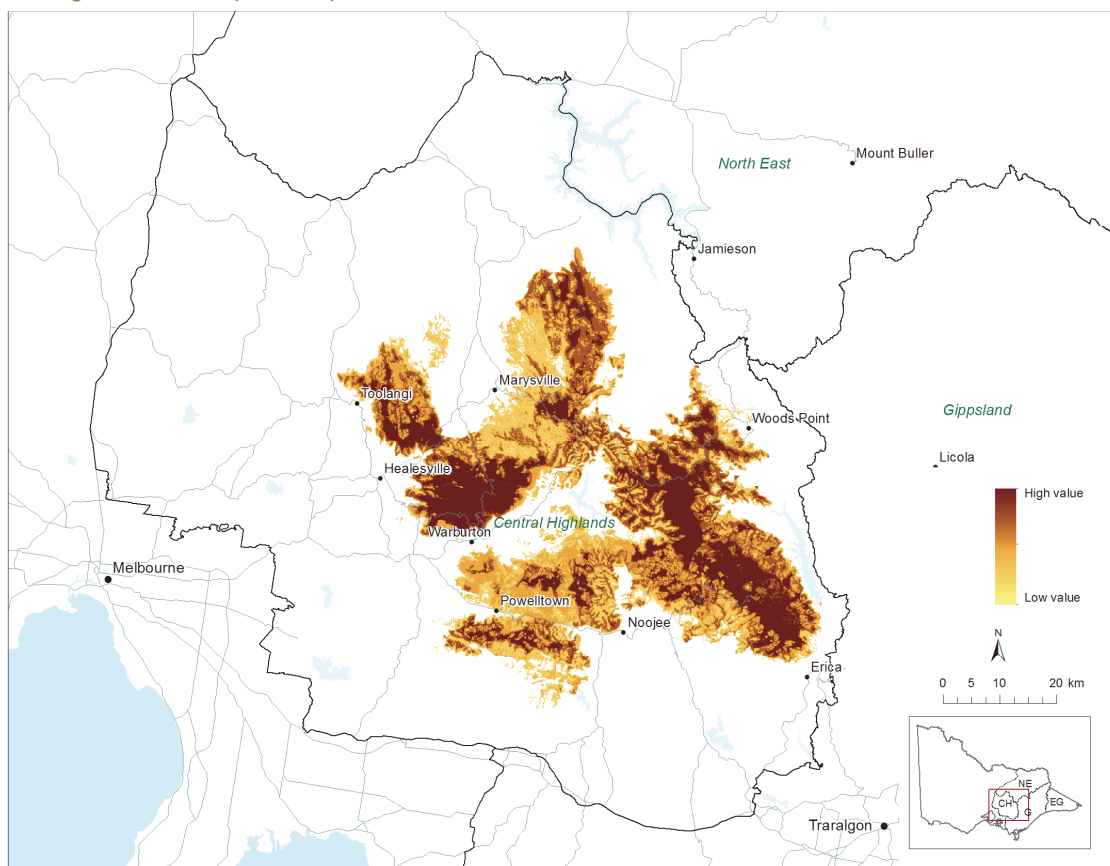 Mount Buller
North East
Jamieson
Marysville
Toolangi
Woods Point
Gippsland
Licola
Healesville
High value
Central Highlands
Warburton
Melbourne
Low value
Powelltown
Noojee
N
Erica
0 5 10 20 km
NE
CH
EG
G
Traralgon